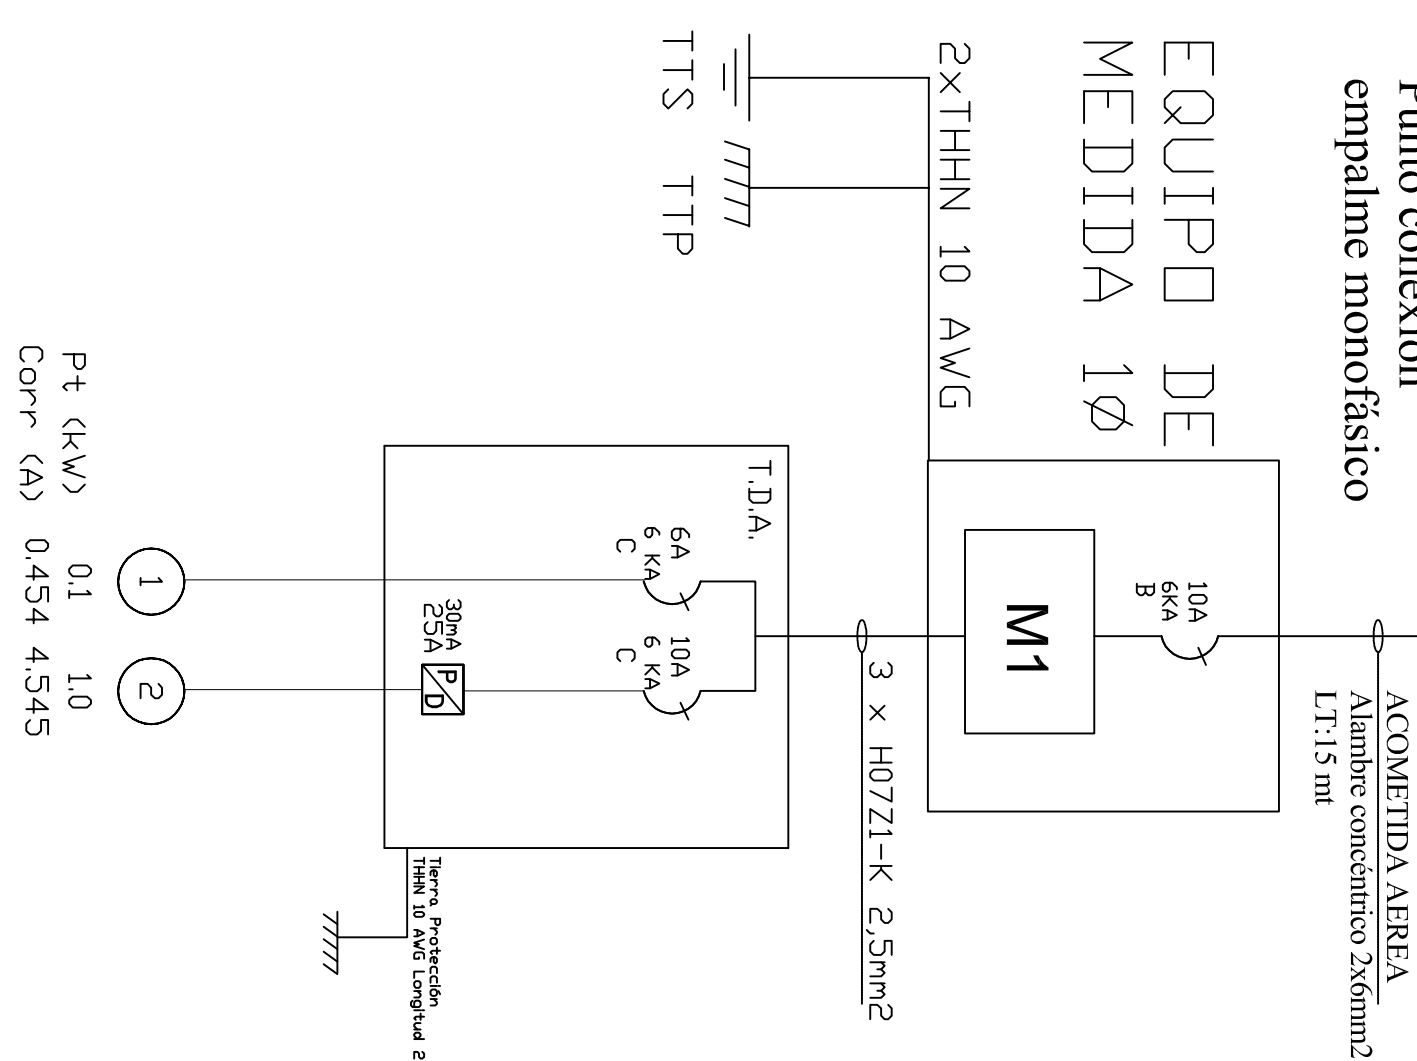 Punto conexión
empalme monofásico
ACOMETIDA AEREA
Alambre concéntrico 2x6mm2
LT:15 mt
EQUIPO DE
MEDIDA 1Ø
10A
6KA
B
M1
2xTHHN 10 AWG
TTS TTP
3 x H07Z1-K 2,5mm2
T.D.A.
6A
6 KA
C
10A
6 KA
C
30mA
25A
P
D
Tierra Protección
THHN 10 AWG Longitud 2
1
2
Pt (kW) 0.1 1.0
Corr (A) 0.454 4.545